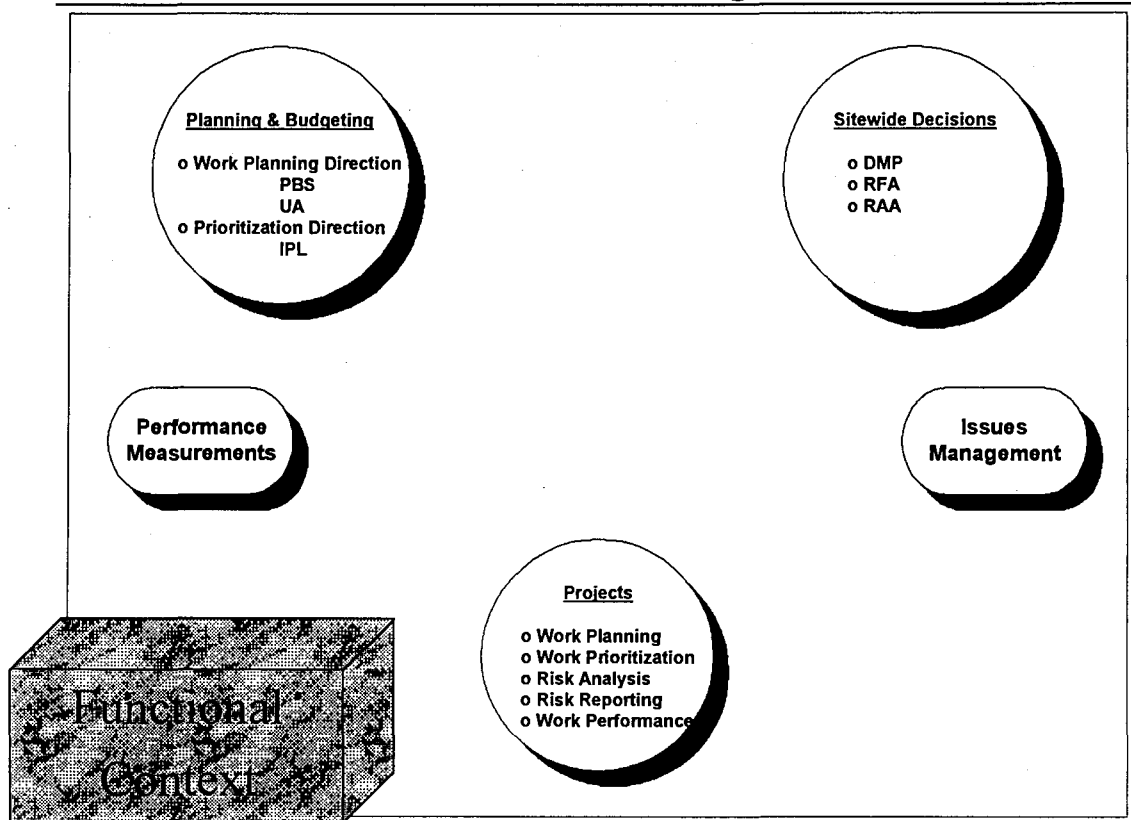 Planning & Budgeting
o Work Planning Direction
PBS
UA
o Prioritization Direction
IPL
Sitewide Decisions
o DMP
o RFA
o RAA
Performance
Measurements
Issues
Management
Projects
o Work Planning
o Work Prioritization
o Risk Analysis
o Risk Reporting
o Work Performance
Functional
Context